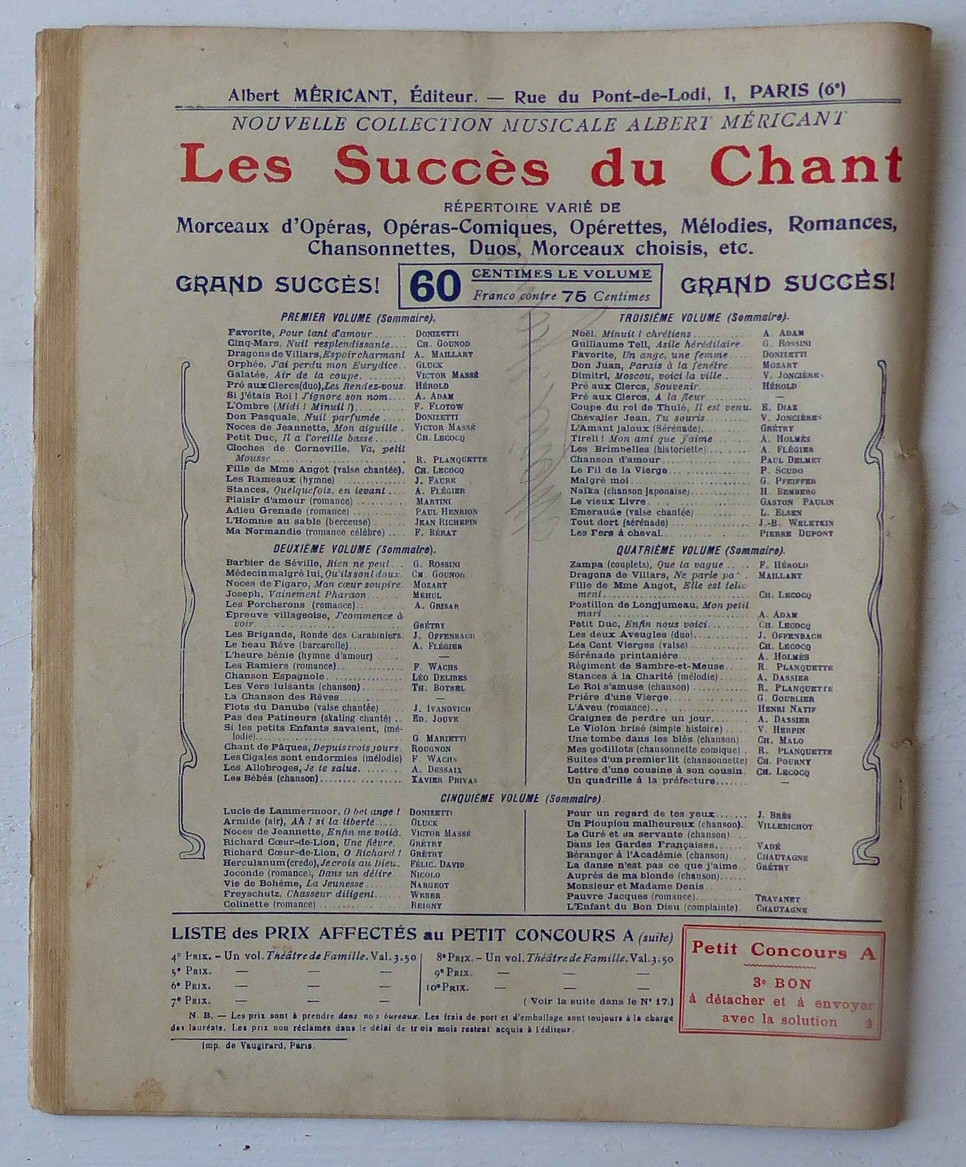 Albert MÉRICANT, Éditeur. — Rue du Pont-de-Lodi, 1, PARIS (6e)
NOUVELLE COLLECTION MUSICALE ALBERT MÉRICANT
Les Succès du Chant
RÉPERTOIRE VARIÉ DE
Morceaux d'Opéras, Opéras-Comiques, Opérettes, Mélodies, Romances,
Chansonnettes, Duos, Morceaux choisis, etc.
GRAND SUCCÈS!
60
CENTIMES LE VOLUME
Franco contre 75 Centimes
GRAND SUCCÈS!
PREMIER VOLUME (Sommaire).
Favorite, Pour tant d'amour ...... DONIZETTI
Cinq-Mars, Nuit resplendissante.... CH. GOUNOD
Dragons de Villars, Espoir charmant A. MAILLART
Orphée, J'ai perdu mon Eurydice.. GLUCK
Galatée, Air de la coupe......... VICTOR MASSÉ
Pré aux Clercs (duo), Les Rendez-vous. HÉROLD
Si j'étais Roi! J'ignore son nom.... A. ADAM
L'Ombre (Midi! Minuit!).......... F. FLOTOW
Don Pasquale, Nuit parfumée .... DONIZETTI
Noces de Jeannette, Mon aiguille . VICTOR MASSÉ
Petit Duc, Il a l'oreille basse...... CH. LECOCQ
Cloches de Corneville, Va, petit
Mousse .................... R. PLANQUETTE
Fille de Mme Angot (valse chantée). CH. LECOCQ
Les Rameaux (hymne) ........... J. FAURE
Stances, Quelquefois, en levant .... A. FLÉGIER
Plaisir d'amour (romance)......... MARTINI
Adieu Grenade (romance) ........ PAUL HENRION
L'Homme au sable (berceuse) ..... JEAN RICHEPIN
Ma Normandie (romance célèbre) .... F. BÉRAT
DEUXIÈME VOLUME (Sommaire).
Barbier de Séville, Rien ne peut ... G. ROSSINI
Médecin malgré lui, Qu'ils sont doux. CH. GOUNOD
Noces de Figaro, Mon cœur soupire. MOZART
Joseph, Vainement Pharaon ...... MÉHUL
Les Porcherons (romance)......... A. GRISAR
Epreuve villageoise, J'commence à
voir ...................... GRÉTRY
Les Brigands, Ronde des Carabiniers. J. OFFENBACH
Le beau Rêve (barcarolle)......... A. FLÉGIER
L'heure bénie (hymne d'amour) .... —
Les Ramiers (romance)........... F. WACHS
Chanson Espagnole............. LÉO DELIBES
Les Vers luisants (chanson) ....... TH. BOTREL
La Chanson des Rêves .......... —
Flots du Danube (valse chantée) ... J. IVANOVICH
Pas des Patineurs (skating chanté) .. ED. JOUVE
Si les petits Enfants savaient, (mé-
lodie)...................... G. MARIETTI
Chant de Pâques, Depuis trois jours. ROUGNON
Les Cigales sont endormies (mélodie) F. WACHS
Les Allobroges, Je te salue........ A. DESSAIX
Les Bébés (chanson)............. XAVIER PRIVAS
TROISIÈME VOLUME (Sommaire).
Noël, Minuit! chrétiens ......... A. ADAM
Guillaume Tell, Asile héréditaire. G. ROSSINI
Favorite, Un ange, une femme ... DONIZETTI
Don Juan, Parais à la fenêtre .... MOZART
Dimitri, Moscou, voici la ville.... V. JONCIÈRES
Pré aux Clercs, Souvenir ........ HÉROLD
Pré aux Clercs, A la fleur ....... —
Coupe du roi de Thulé, Il est venu. E. DIAZ
Chevalier Jean, Tu souris........ V. JONCIÈRES
L'Amant jaloux (Sérénade)........ GRÉTRY
Tireli! Mon ami que j'aime ...... A. HOLMÈS
Les Brimbelles (historiette)....... A. FLÉGIER
Chanson d'amour.............. PAUL DELMET
Le Fil de la Vierge............. P. SCUDO
Malgré moi .................. G. PFEIFFER
Naïka (chanson japonaise)......... H. BEMBERG
Le vieux Livre ............... GASTON PAULIN
Emeraude (valse chantée) ........ L. ELSEN
Tout dort (sérénade) ............ J.-B. WELETKIN
Les Fers à cheval.............. PIERRE DUPONT
QUATRIÈME VOLUME (Sommaire).
Zampa (couplets), Que la vague .... F. HÉROLD
Dragons de Villars, Ne parle pas . MAILLART
Fille de Mme Angot, Elle est telle-
ment...................... CH. LECOCQ
Postillon de Longjumeau, Mon petit
mari ..................... A. ADAM
Petit Duc, Enfin nous voici....... CH. LECOCQ
Les deux Aveugles (duo)......... J. OFFENBACH
Les Cent Vierges (valse) ......... CH. LECOCQ
Sérénade printanière........... A. HOLMÈS
Régiment de Sambre-et-Meuse.. R. PLANQUETTE
Stances à la Charité (mélodie)..... A. DASSIER
Le Roi s'amuse (chanson) ........ R. PLANQUETTE
Prière d'une Vierge............ G. GOUBLIER
L'Aveu (romance).............. HENRI NATIF
Craignez de perdre un jour...... A. DASSIER
Le Violon brisé (simple histoire) ... V. HERPIN
Une tombe dans les blés (chanson). CH. MALO
Mes godillots (chansonnette comique) . R. PLANQUETTE
Suites d'un premier lit (chansonnette) CH. POURNY
Lettre d'une cousine à son cousin. CH. LECOCQ
Un quadrille à la préfecture...... —
CINQUIÈME VOLUME (Sommaire).
Lucie de Lammermoor, O bel ange! DONIZETTI
Armide (air), Ah! si la liberté..... GLUCK
Noces de Jeannette, Enfin me voilà. VICTOR MASSÉ
Richard Cœur-de-Lion, Une fièvre. GRÉTRY
Richard Cœur-de-Lion, O Richard! GRÉTRY
Herculanum (credo), Je crois au Dieu. FÉLIC. DAVID
Joconde (romance), Dans un délire. NICOLO
Vie de Bohème, La Jeunesse...... NARGEOT
Freyschutz, Chasseur diligent..... WEBER
Colinette (romance) ............. REIGNY
Pour un regard de tes yeux ...... J. BRÈS
Un Pioupiou malheureux (chanson). VILLEBICHOT
Le Curé et sa servante (chanson) ...
Dans les Gardes Françaises...... VADÉ
Béranger à l'Académie (chanson) . CHAUTAGNE
La danse n'est pas ce que j'aime . GRÉTRY
Auprès de ma blonde (chanson).....
Monsieur et Madame Denis .....
Pauvre Jacques (romance)........ TRAVANET
L'Enfant du Bon Dieu (complainte). CHAUTAGNE
LISTE des PRIX AFFECTÉS au PETIT CONCOURS A (suite)
4e PRIX. - Un vol. Théâtre de Famille. Val. 3.50
5e PRIX. — — —
6e PRIX. — — —
7e PRIX. — — —
8e PRIX. - Un vol. Théâtre de Famille. Val. 3.50
9e PRIX. — — —
10e PRIX. — — —
(Voir la suite dans le N° 17.)
N. B. — Les prix sont à prendre dans nos bureaux. Les frais de port et d'emballage sont toujours à la charge
des lauréats. Les prix non réclamés dans le délai de trois mois restent acquis à l'éditeur.
Imp. de Vaugirard, Paris.
Petit Concours A
3e BON
à détacher et à envoyer
avec la solution 3